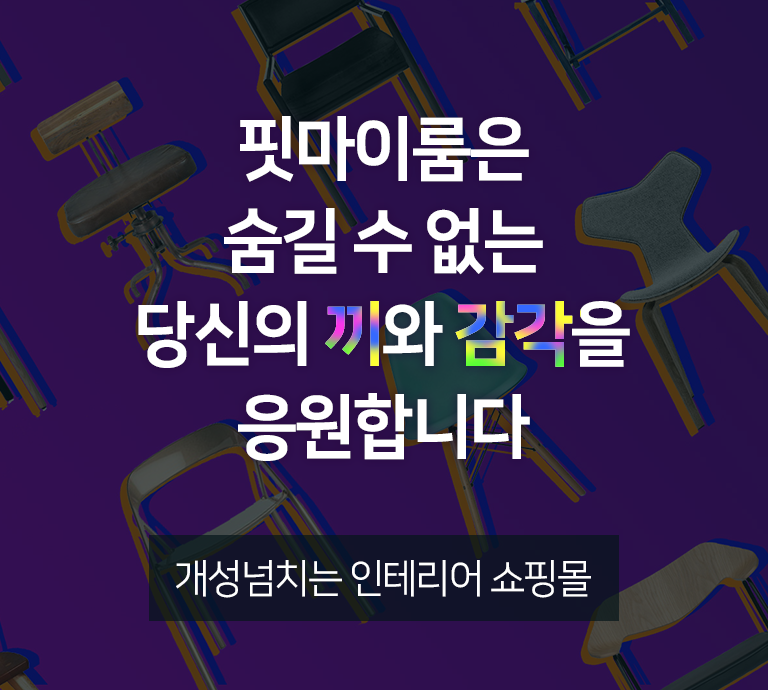 핏마이룸은
숨길 수 없는
당신의 끼와 감각을
응원합니다
개성넘치는 인테리어 쇼핑몰